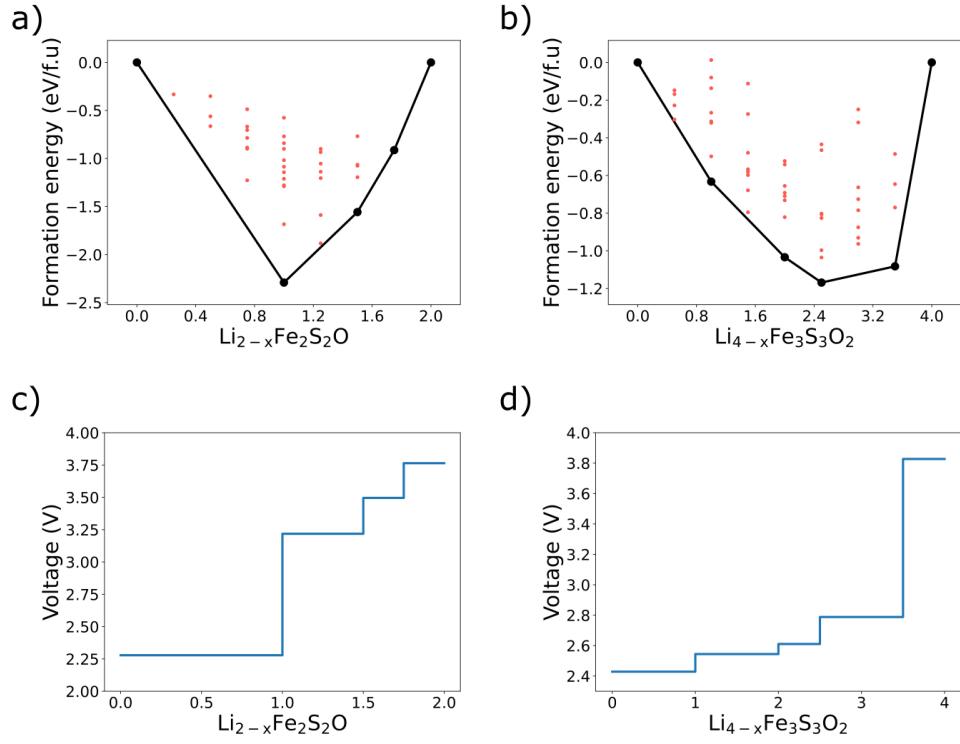 a)
Formation energy (eV/f.u)
0.0
−0.5
−1.0
−1.5
−2.0
−2.5
0.0 0.4 0.8 1.2 1.6 2.0
Li₂₋ₓFe₂S₂O
b)
Formation energy (eV/f.u)
0.0
−0.2
−0.4
−0.6
−0.8
−1.0
−1.2
0.0 0.8 1.6 2.4 3.2 4.0
Li₄₋ₓFe₃S₃O₂
c)
Voltage (V)
4.00
3.75
3.50
3.25
3.00
2.75
2.50
2.25
2.00
0.0 0.5 1.0 1.5 2.0
Li₂₋ₓFe₂S₂O
d)
Voltage (V)
4.0
3.8
3.6
3.4
3.2
3.0
2.8
2.6
2.4
0 1 2 3 4
Li₄₋ₓFe₃S₃O₂